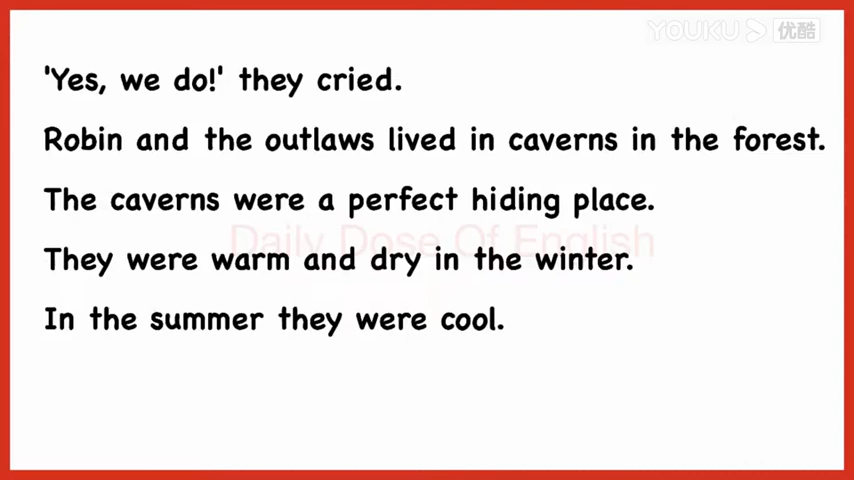 YOUKU 优酷
'Yes, we do!' they cried.
Robin and the outlaws lived in caverns in the forest.
The caverns were a perfect hiding place.
Daily Dose Of English
They were warm and dry in the winter.
In the summer they were cool.